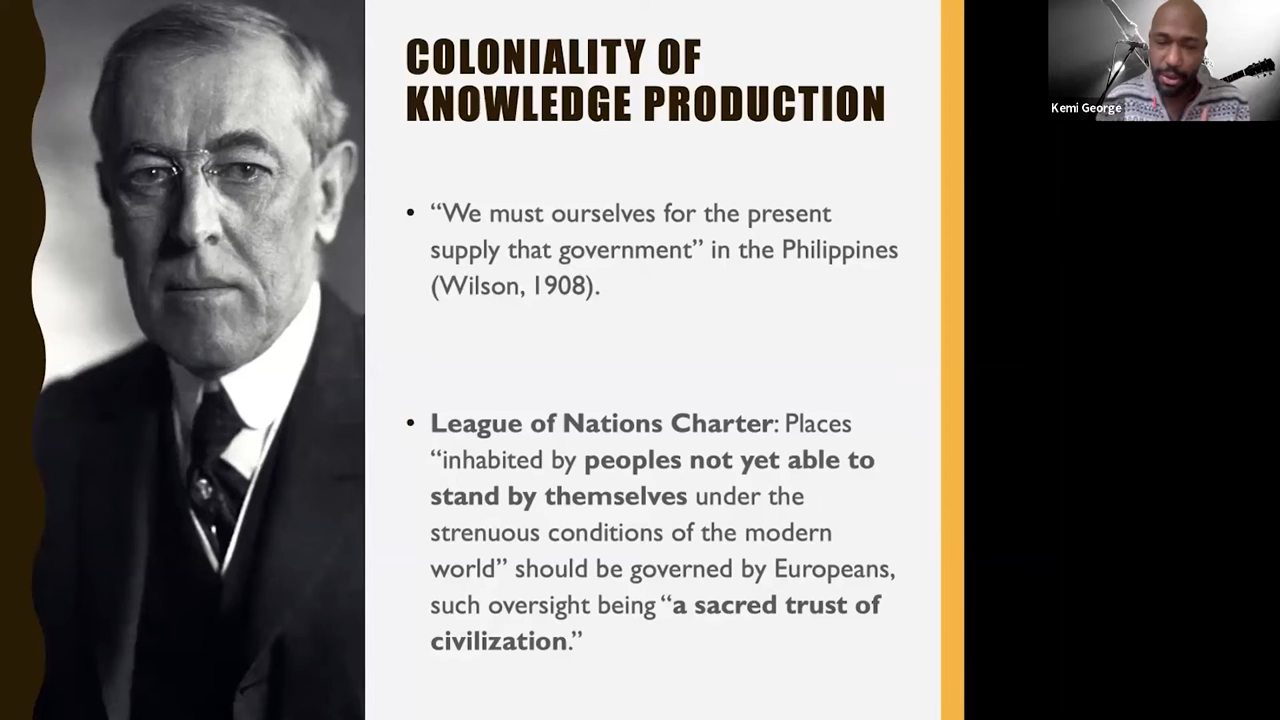 COLONIALITY OF
KNOWLEDGE PRODUCTION
• “We must ourselves for the present
supply that government” in the Philippines
(Wilson, 1908).
• League of Nations Charter: Places
“inhabited by peoples not yet able to
stand by themselves under the
strenuous conditions of the modern
world” should be governed by Europeans,
such oversight being “a sacred trust of
civilization.”
Kemi George